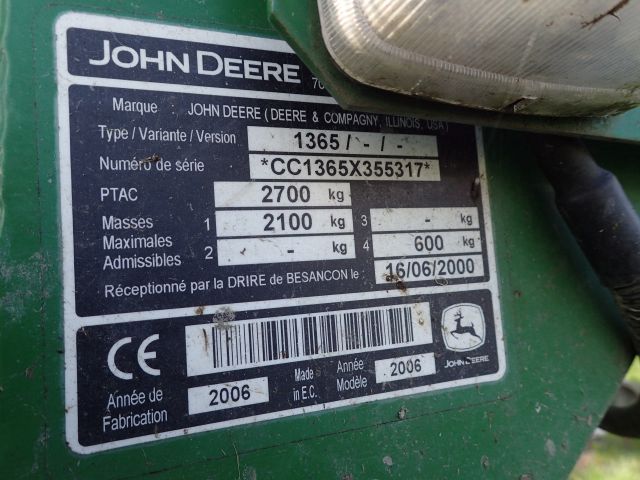 JOHN DEERE 70
Marque JOHN DEERE ( DEERE & COMPAGNY, ILLINOIS, USA )
Type / Variante / Version 1365 / - / -
Numéro de série *CC1365X355317*
PTAC 2700 kg
Masses 1 2100 kg 3 - kg
Maximales
Admissibles 2 - kg 4 600 kg
Réceptionné par la DRIRE DE BESANCON le : 16/06/2000
CE
JOHN DEERE
Année de Fabrication 2006 Made in E.C. Année Modèle 2006